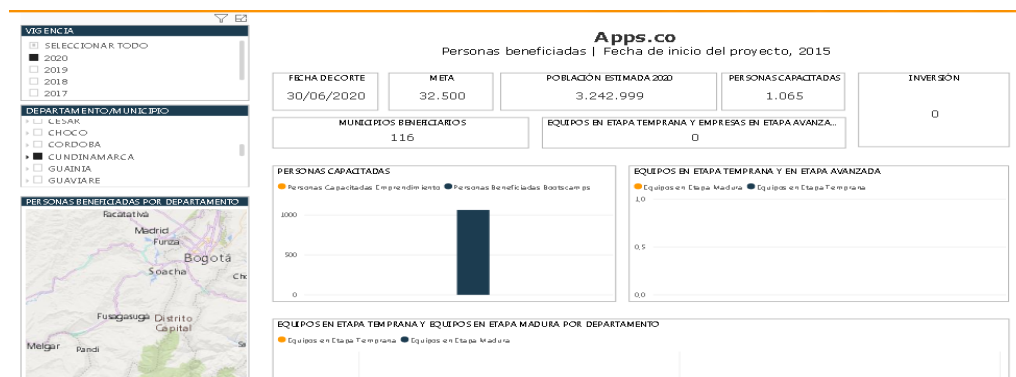 VIGENCIA
SELECCIONAR TODO
2020
2019
2018
2017
DEPARTAMENTO/MUNICIPIO
CESAR
CHOCO
CORDOBA
CUNDINAMARCA
GUAINIA
GUAVIARE
PERSONAS BENEFICIADAS POR DEPARTAMENTO
Facatativá
Madrid
Funza
Bogotá
Soacha
Fusagasugá
Distrito
Capital
Melgar
Pandi
Apps.co
Personas beneficiadas | Fecha de inicio del proyecto, 2015
FECHA DE CORTE
30/06/2020
META
32.500
POBLACIÓN ESTIMADA 2020
3.242.999
PERSONAS CAPACITADAS
1.065
INVERSIÓN
0
MUNICIPIOS BENEFICIARIOS
116
EQUIPOS EN ETAPA TEMPRANA Y EMPRESAS EN ETAPA AVANZA...
0
PERSONAS CAPACITADAS
Personas Capacitadas Emprendimiento Personas Beneficiadas Bootscamps
1000
500
0
EQUIPOS EN ETAPA TEMPRANA Y EN ETAPA AVANZADA
Equipos en Etapa Madura Equipos en Etapa Temprana
1,0
0,5
0,0
EQUIPOS EN ETAPA TEMPRANA Y EQUIPOS EN ETAPA MADURA POR DEPARTAMENTO
Equipos en Etapa Temprana Equipos en Etapa Madura